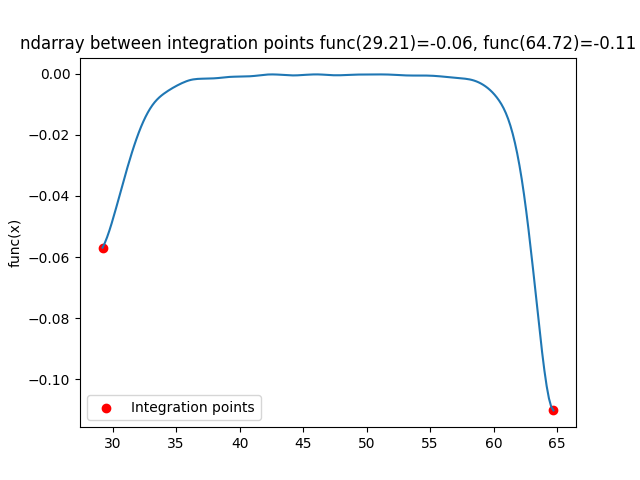 ndarray between integration points func(29.21)=-0.06, func(64.72)=-0.11
0.00
−0.02
−0.04
−0.06
−0.08
−0.10
func(x)
Integration points
30 35 40 45 50 55 60 65